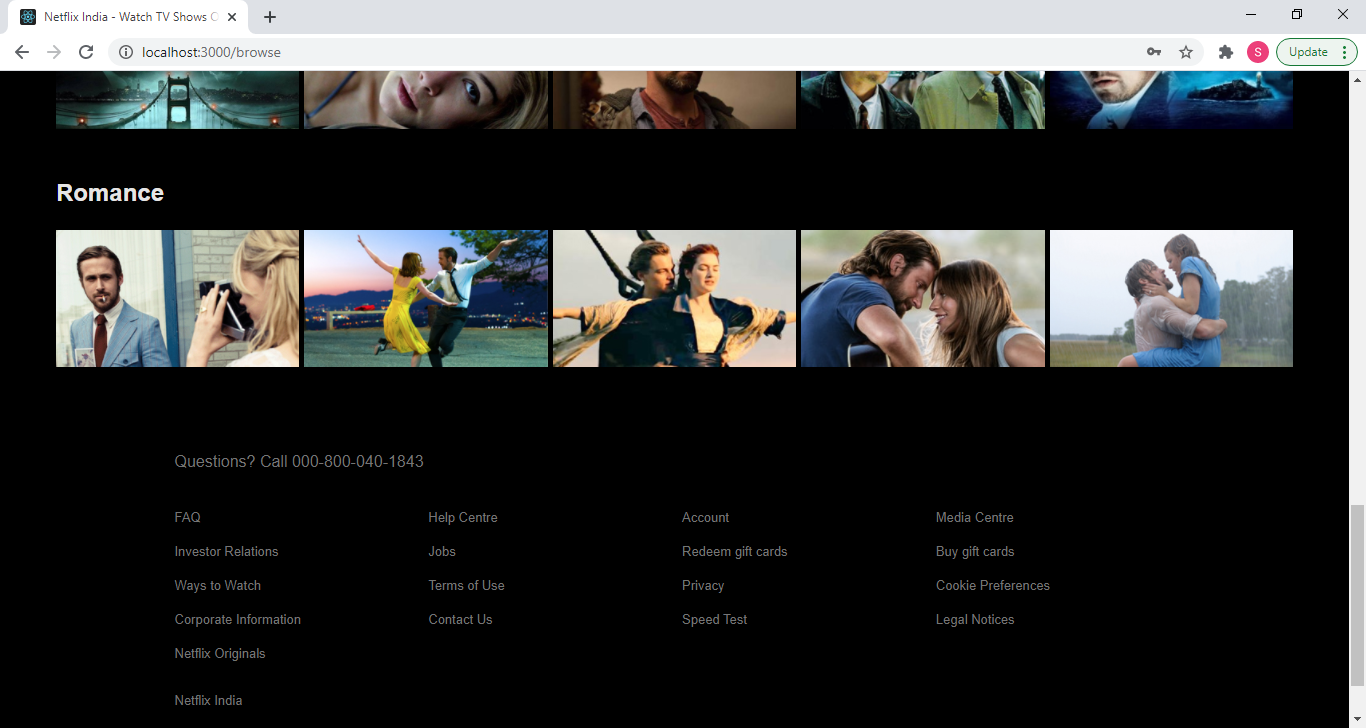 Netflix India - Watch TV Shows O
localhost:3000/browse
S
Update
Romance
Questions? Call 000-800-040-1843
FAQ Help Centre Account Media Centre
Investor Relations Jobs Redeem gift cards Buy gift cards
Ways to Watch Terms of Use Privacy Cookie Preferences
Corporate Information Contact Us Speed Test Legal Notices
Netflix Originals
Netflix India